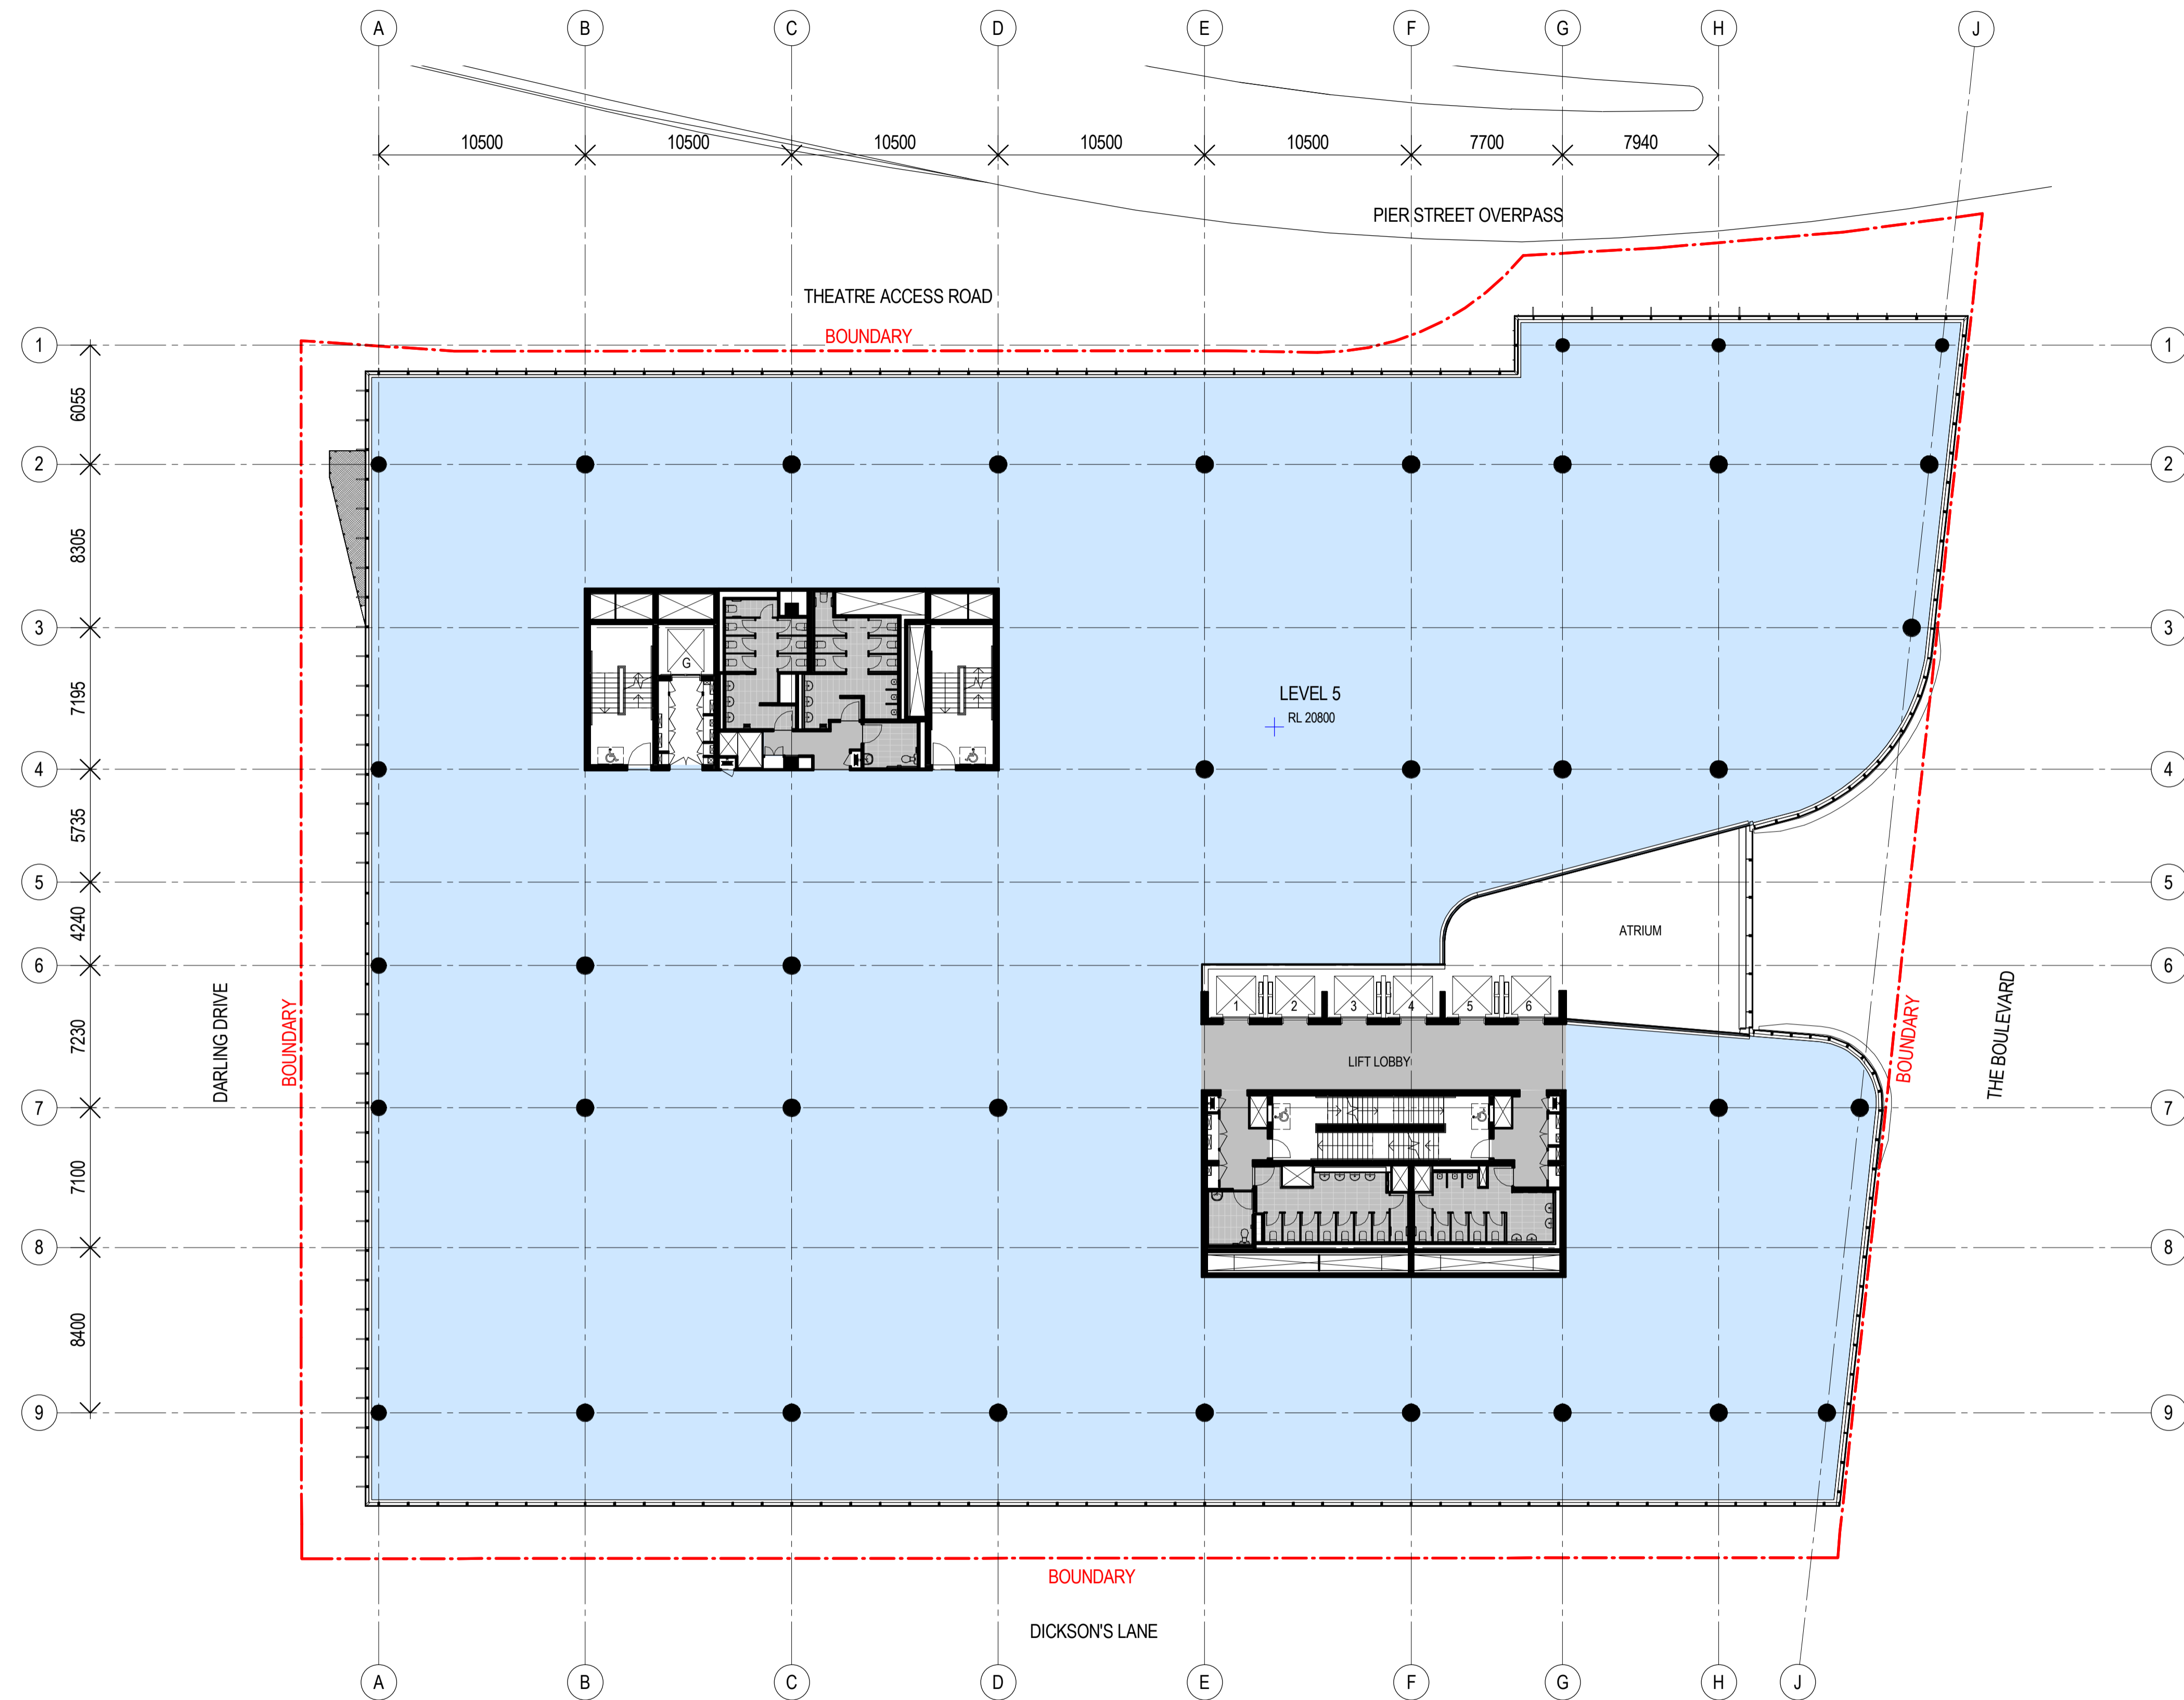 A B C D E F G H J
10500 10500 10500 10500 10500 7700 7940
PIER STREET OVERPASS
THEATRE ACCESS ROAD
BOUNDARY
1 1
6055
2 2
8305
3 3
G
7195
LEVEL 5
RL 20800
4 4
5735
5 5
4240
ATRIUM
6 6
DARLING DRIVE
BOUNDARY
7230
1 2 3 4 5 6
LIFT LOBBY
BOUNDARY
THE BOULEVARD
7 7
7100
8 8
8400
9 9
BOUNDARY
DICKSON'S LANE
A B C D E F G H J